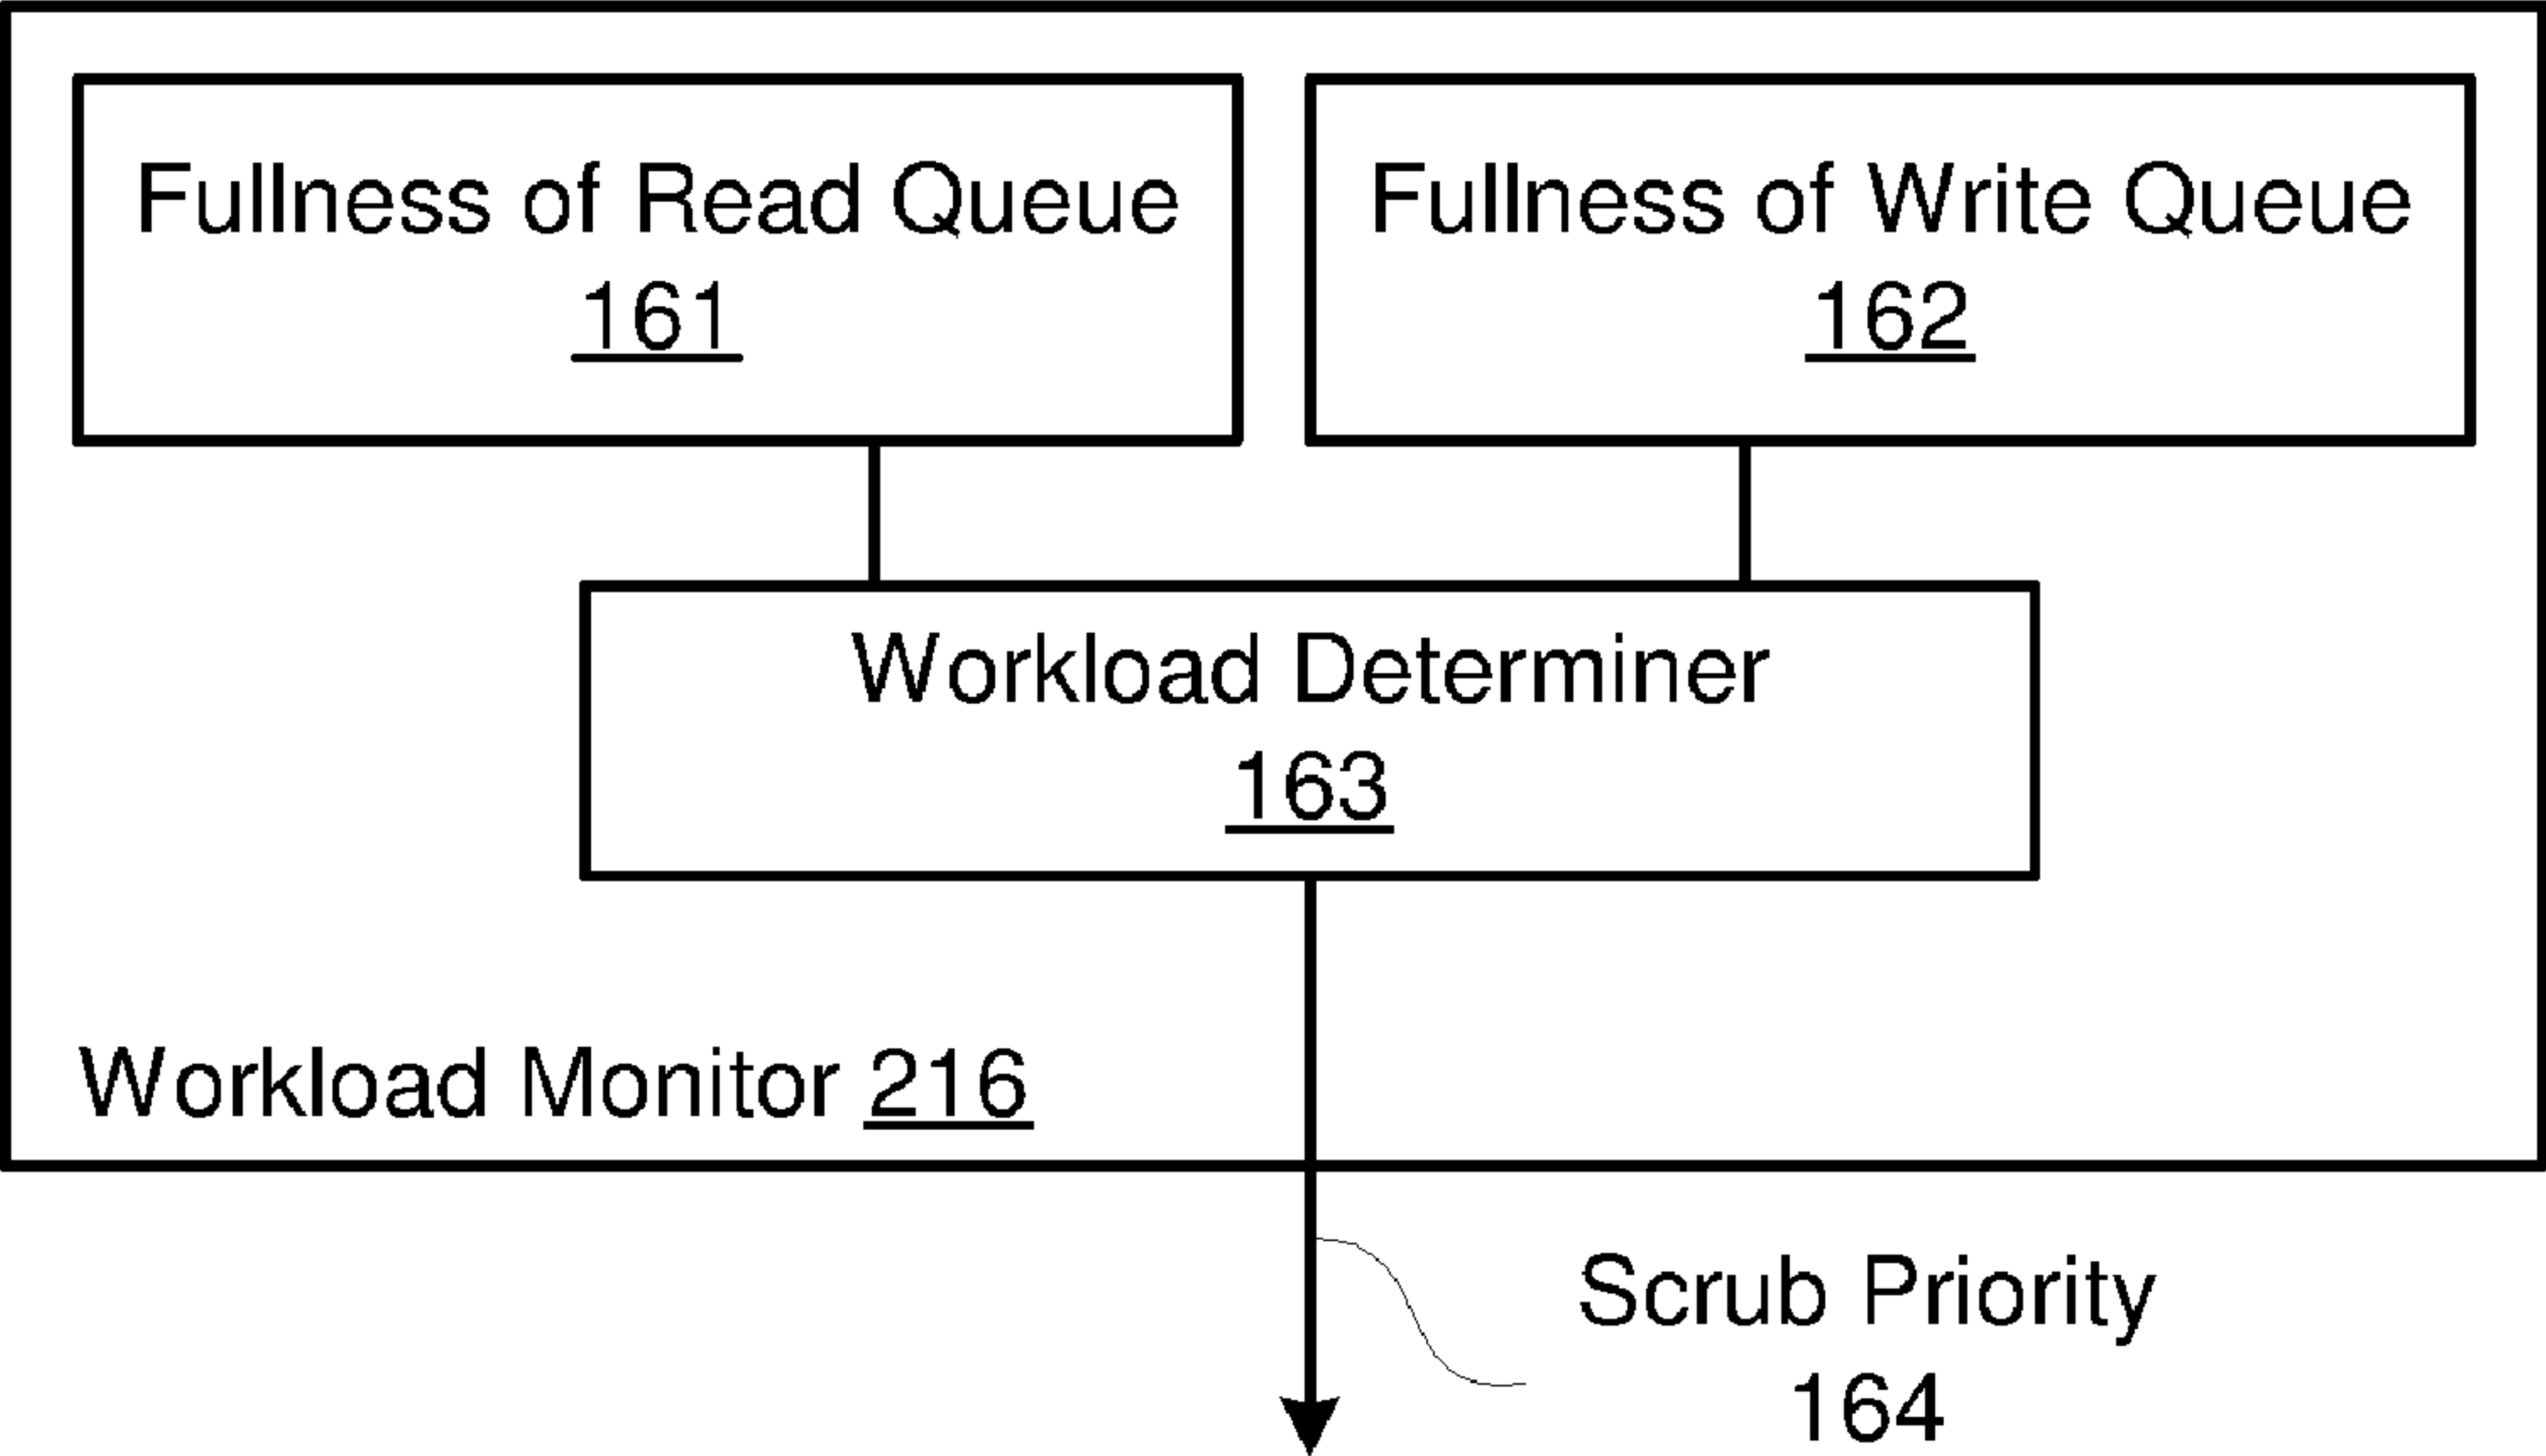 Fullness of Read Queue
161
Fullness of Write Queue
162
Workload Determiner
163
Workload Monitor 216
Scrub Priority
164